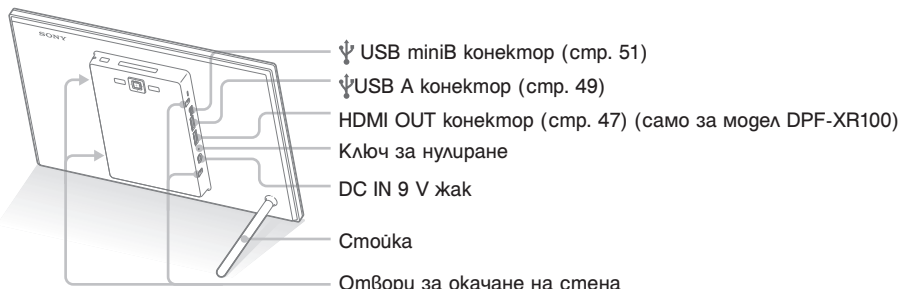 SONY
USB miniB конектор (стр. 51)
USB A конектор (стр. 49)
HDMI OUT конектор (стр. 47) (само за модел DPF-XR100)
Ключ за нулиране
DC IN 9 V жак
Стойка
Отвори за окачане на стена